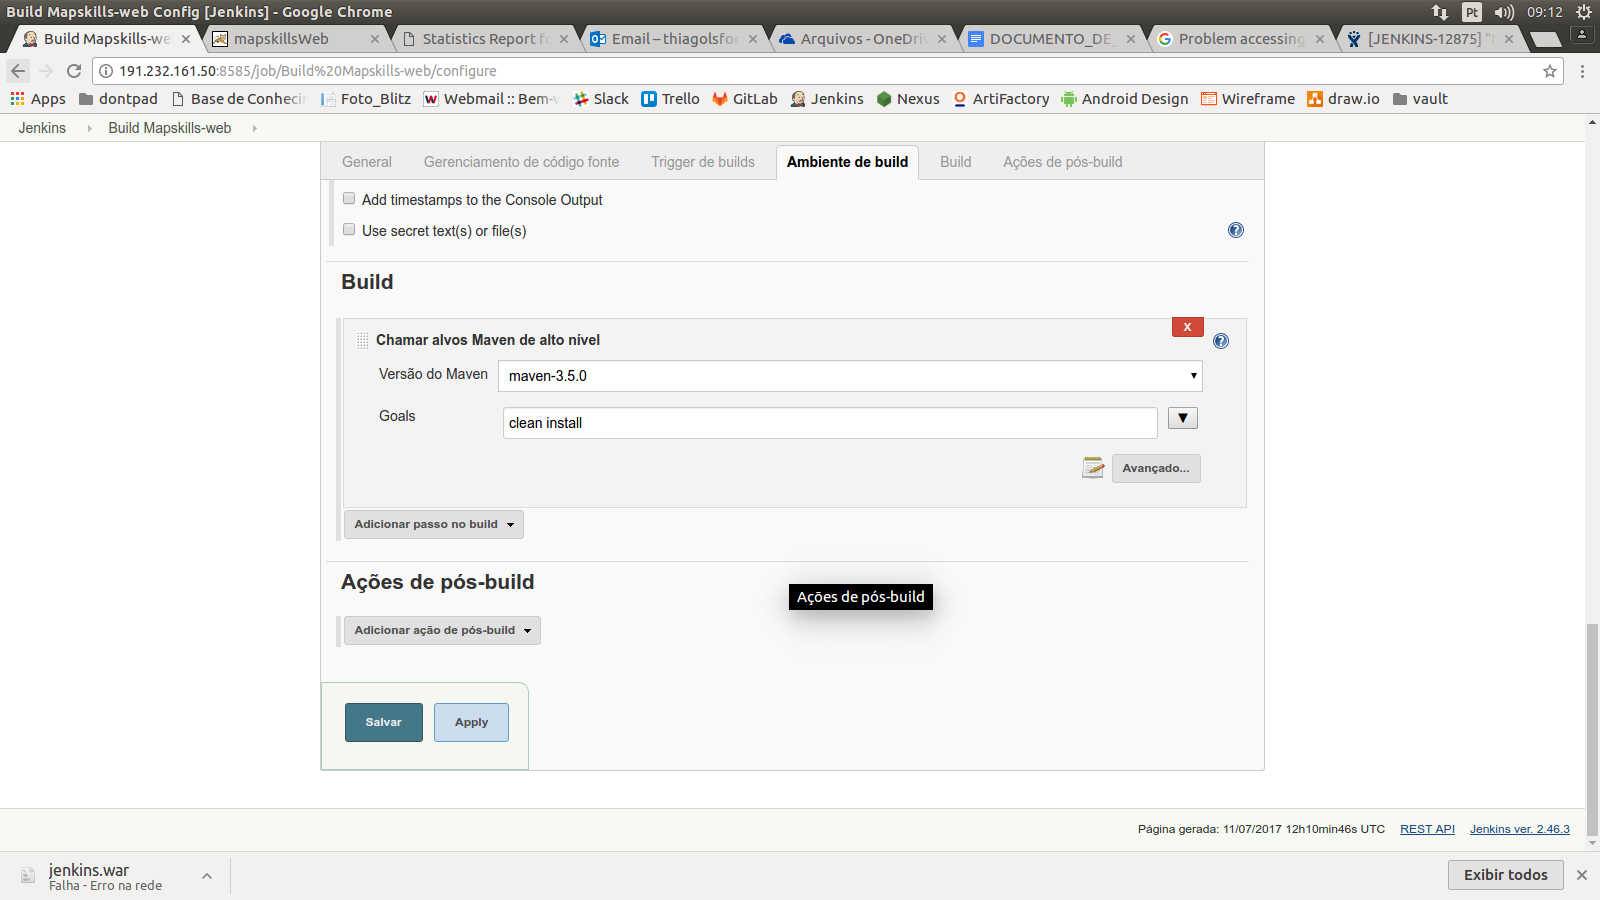 Build Mapskills-web Config [Jenkins] - Google Chrome
Pt
09:12
Build Mapskills-we
mapskillsWeb
Statistics Report fo
Email – thiagolsfor
Arquivos - OneDriv
DOCUMENTO_DE_
Problem accessing
[JENKINS-12875] "
191.232.161.50:8585/job/Build%20Mapskills-web/configure
Apps
dontpad
Base de Conheci
Foto_Blitz
Webmail :: Bem-v
Slack
Trello
GitLab
Jenkins
Nexus
ArtiFactory
Android Design
Wireframe
draw.io
vault
Jenkins
Build Mapskills-web
General
Gerenciamento de código fonte
Trigger de builds
Ambiente de build
Build
Ações de pós-build
Add timestamps to the Console Output
Use secret text(s) or file(s)
Build
X
Chamar alvos Maven de alto nível
Versão do Maven
maven-3.5.0
Goals
clean install
Avançado...
Adicionar passo no build
Ações de pós-build
Ações de pós-build
Adicionar ação de pós-build
Salvar
Apply
Página gerada: 11/07/2017 12h10min46s UTC
REST API
Jenkins ver. 2.46.3
jenkins.war
Falha - Erro na rede
Exibir todos